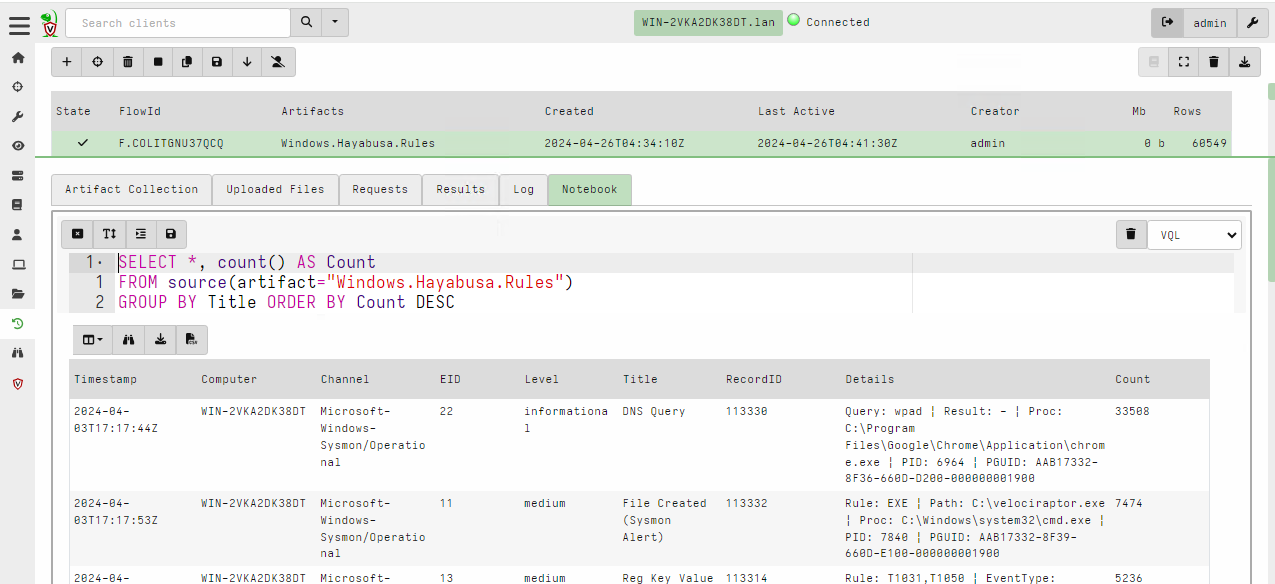 Search clients
WIN-2VKA2DK38DT.lan
Connected
admin
State FlowId Artifacts Created Last Active Creator Mb Rows
F.COLITGNU37QCQ Windows.Hayabusa.Rules 2024-04-26T04:34:10Z 2024-04-26T04:41:30Z admin 0 b 60549
Artifact Collection Uploaded Files Requests Results Log Notebook
VQL
1 SELECT *, count() AS Count
1 FROM source(artifact="Windows.Hayabusa.Rules")
2 GROUP BY Title ORDER BY Count DESC
Timestamp Computer Channel EID Level Title RecordID Details Count
2024-04- WIN-2VKA2DK38DT Microsoft- 22 informationa DNS Query 113330 Query: wpad ¦ Result: - ¦ Proc: 33508
03T17:17:44Z Windows- l C:\Program
Sysmon/Operatio Files\Google\Chrome\Application\chrom
nal e.exe ¦ PID: 6964 ¦ PGUID: AAB17332-
8F36-660D-D200-000000001900
2024-04- WIN-2VKA2DK38DT Microsoft- 11 medium File Created 113332 Rule: EXE ¦ Path: C:\velociraptor.exe 7474
03T17:17:53Z Windows- (Sysmon ¦ Proc: C:\Windows\system32\cmd.exe ¦
Sysmon/Operatio Alert) PID: 7840 ¦ PGUID: AAB17332-8F39-
nal 660D-E100-000000001900
2024-04- WIN-2VKA2DK38DT Microsoft- 13 medium Reg Key Value 113314 Rule: T1031,T1050 ¦ EventType: 5236